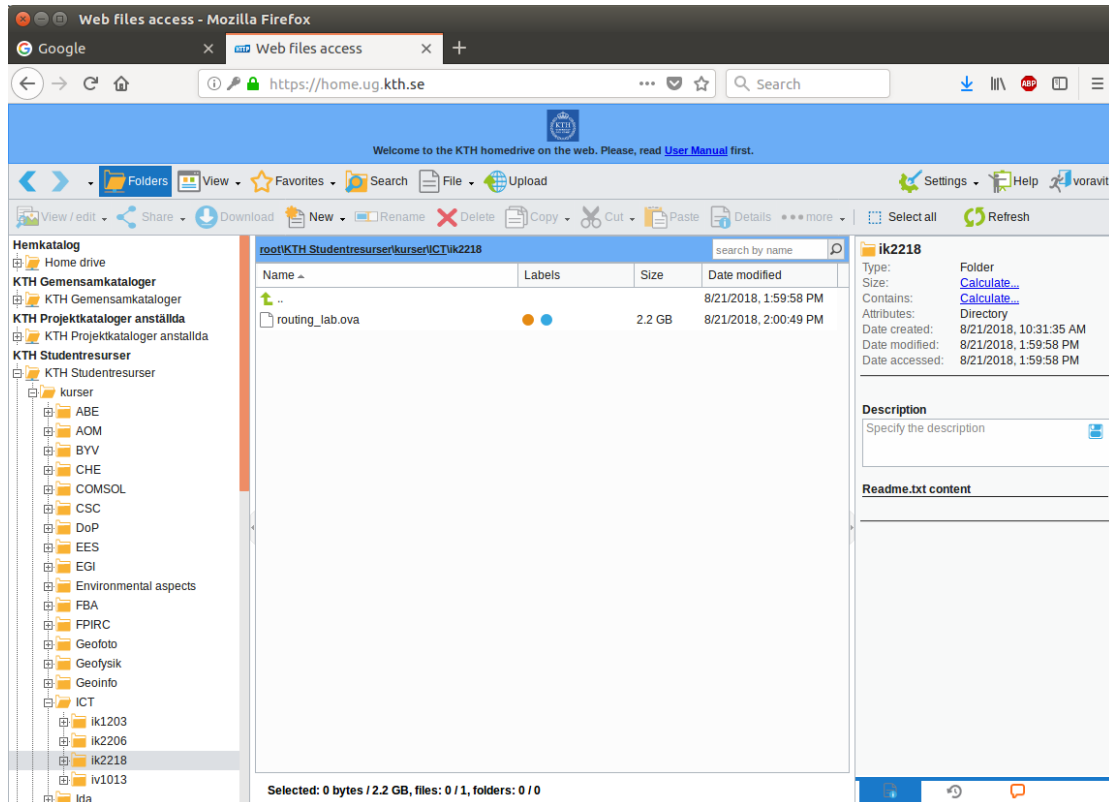 Web files access - Mozilla Firefox
Google
Web files access
https://home.ug.kth.se
Search
ABP
KTH
Welcome to the KTH homedrive on the web. Please, read User Manual first.
Folders View Favorites Search File Upload Settings Help voravit
View / edit Share Download New Rename Delete Copy Cut Paste Details more Select all Refresh
Hemkatalog
Home drive
KTH Gemensamkataloger
KTH Gemensamkataloger
KTH Projektkataloger anställda
KTH Projektkataloger anstallda
KTH Studentresurser
KTH Studentresurser
kurser
ABE
AOM
BYV
CHE
COMSOL
CSC
DoP
EES
EGI
Environmental aspects
FBA
FPIRC
Geofoto
Geofysik
Geoinfo
ICT
ik1203
ik2206
ik2218
iv1013
Ida
root\KTH Studentresurser\kurser\ICT\ik2218
search by name
Name Labels Size Date modified
.. 8/21/2018, 1:59:58 PM
routing_lab.ova 2.2 GB 8/21/2018, 2:00:49 PM
Selected: 0 bytes / 2.2 GB, files: 0 / 1, folders: 0 / 0
ik2218
Type: Folder
Size: Calculate...
Contains: Calculate...
Attributes: Directory
Date created: 8/21/2018, 10:31:35 AM
Date modified: 8/21/2018, 1:59:58 PM
Date accessed: 8/21/2018, 1:59:58 PM
Description
Specify the description
Readme.txt content